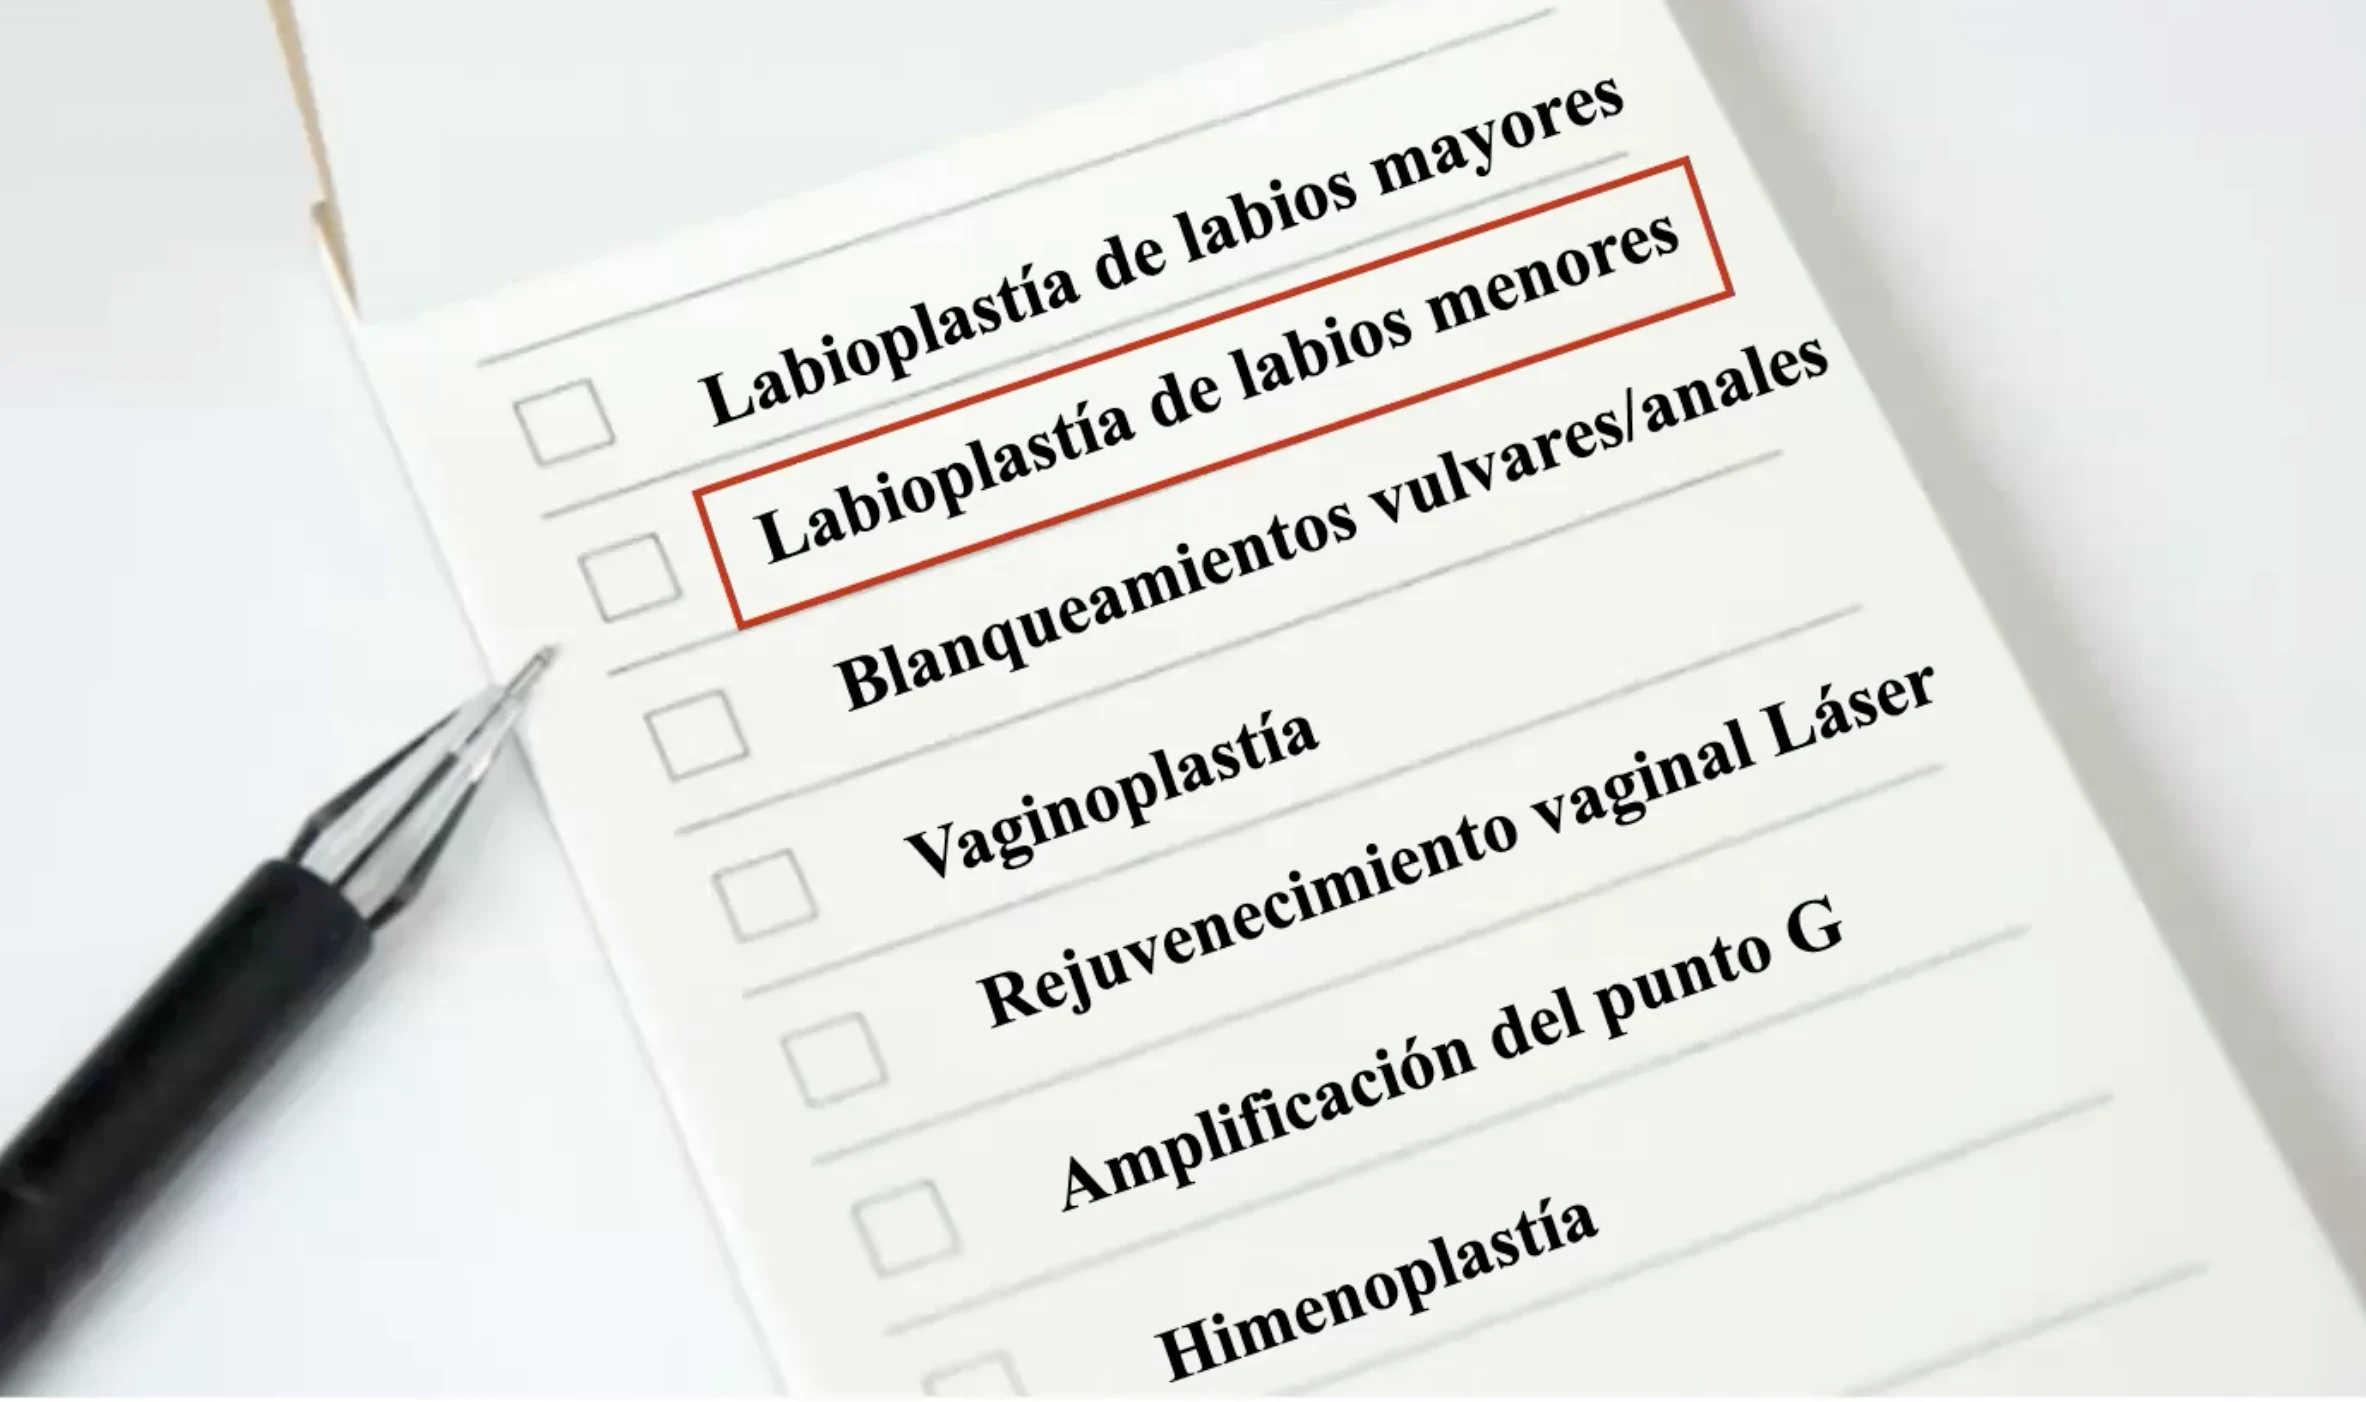 Labioplastía de labios mayores
Labioplastía de labios menores
Blanqueamientos vulvares/anales
Vaginoplastía
Rejuvenecimiento vaginal Láser
Amplificación del punto G
Himenoplastía